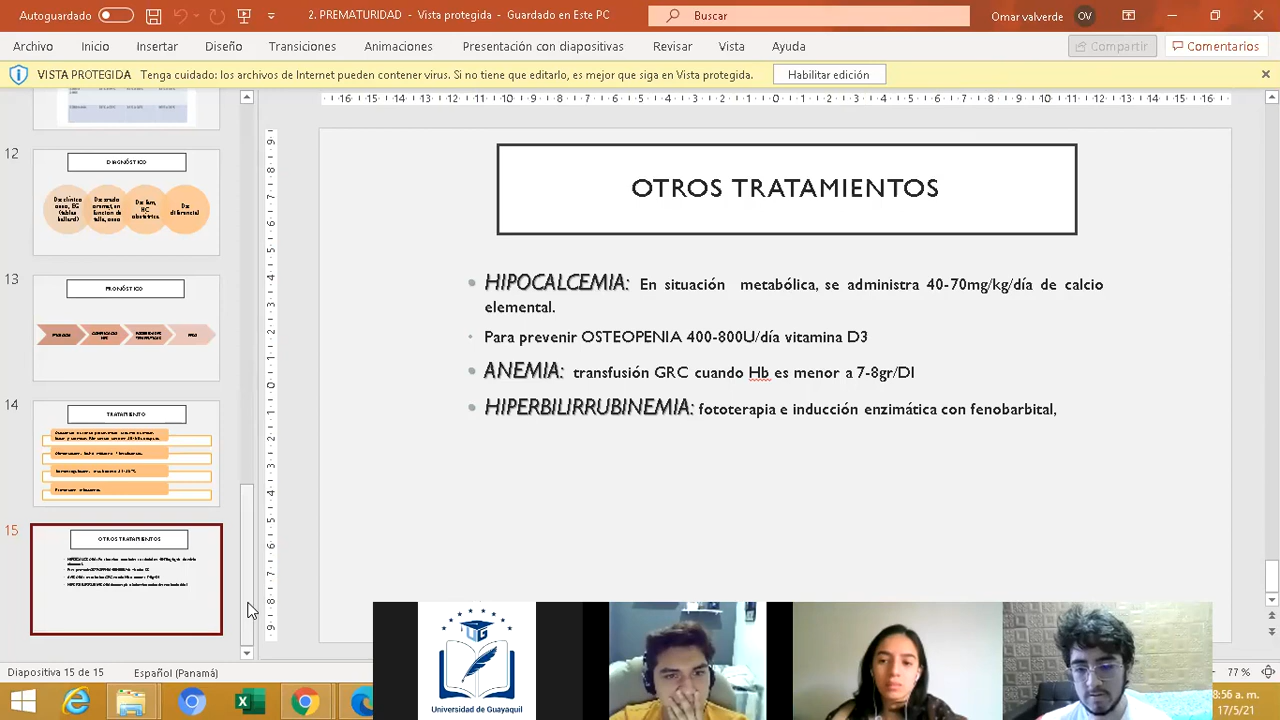 Autoguardado
2. PREMATURIDAD - Vista protegida - Guardado en Este PC
Buscar
Omar valverde
OV
Archivo Inicio Insertar Diseño Transiciones Animaciones Presentación con diapositivas Revisar Vista Ayuda
Compartir
Comentarios
VISTA PROTEGIDA Tenga cuidado: los archivos de Internet pueden contener virus. Si no tiene que editarlo, es mejor que siga en Vista protegida.
Habilitar edición
12
DIAGNÓSTICO
13
PRONÓSTICO
14
TRATAMIENTO
15
OTROS TRATAMIENTOS
OTROS TRATAMIENTOS
HIPOCALCEMIA: En situación metabólica, se administra 40-70mg/kg/día de calcio
elemental.
Para prevenir OSTEOPENIA 400-800U/día vitamina D3
ANEMIA: transfusión GRC cuando Hb es menor a 7-8gr/Dl
HIPERBILIRRUBINEMIA: fototerapia e inducción enzimática con fenobarbital,
Universidad de Guayaquil
Diapositiva 15 de 15
Español (Panamá)
77 %
8:56 a. m.
17/5/21